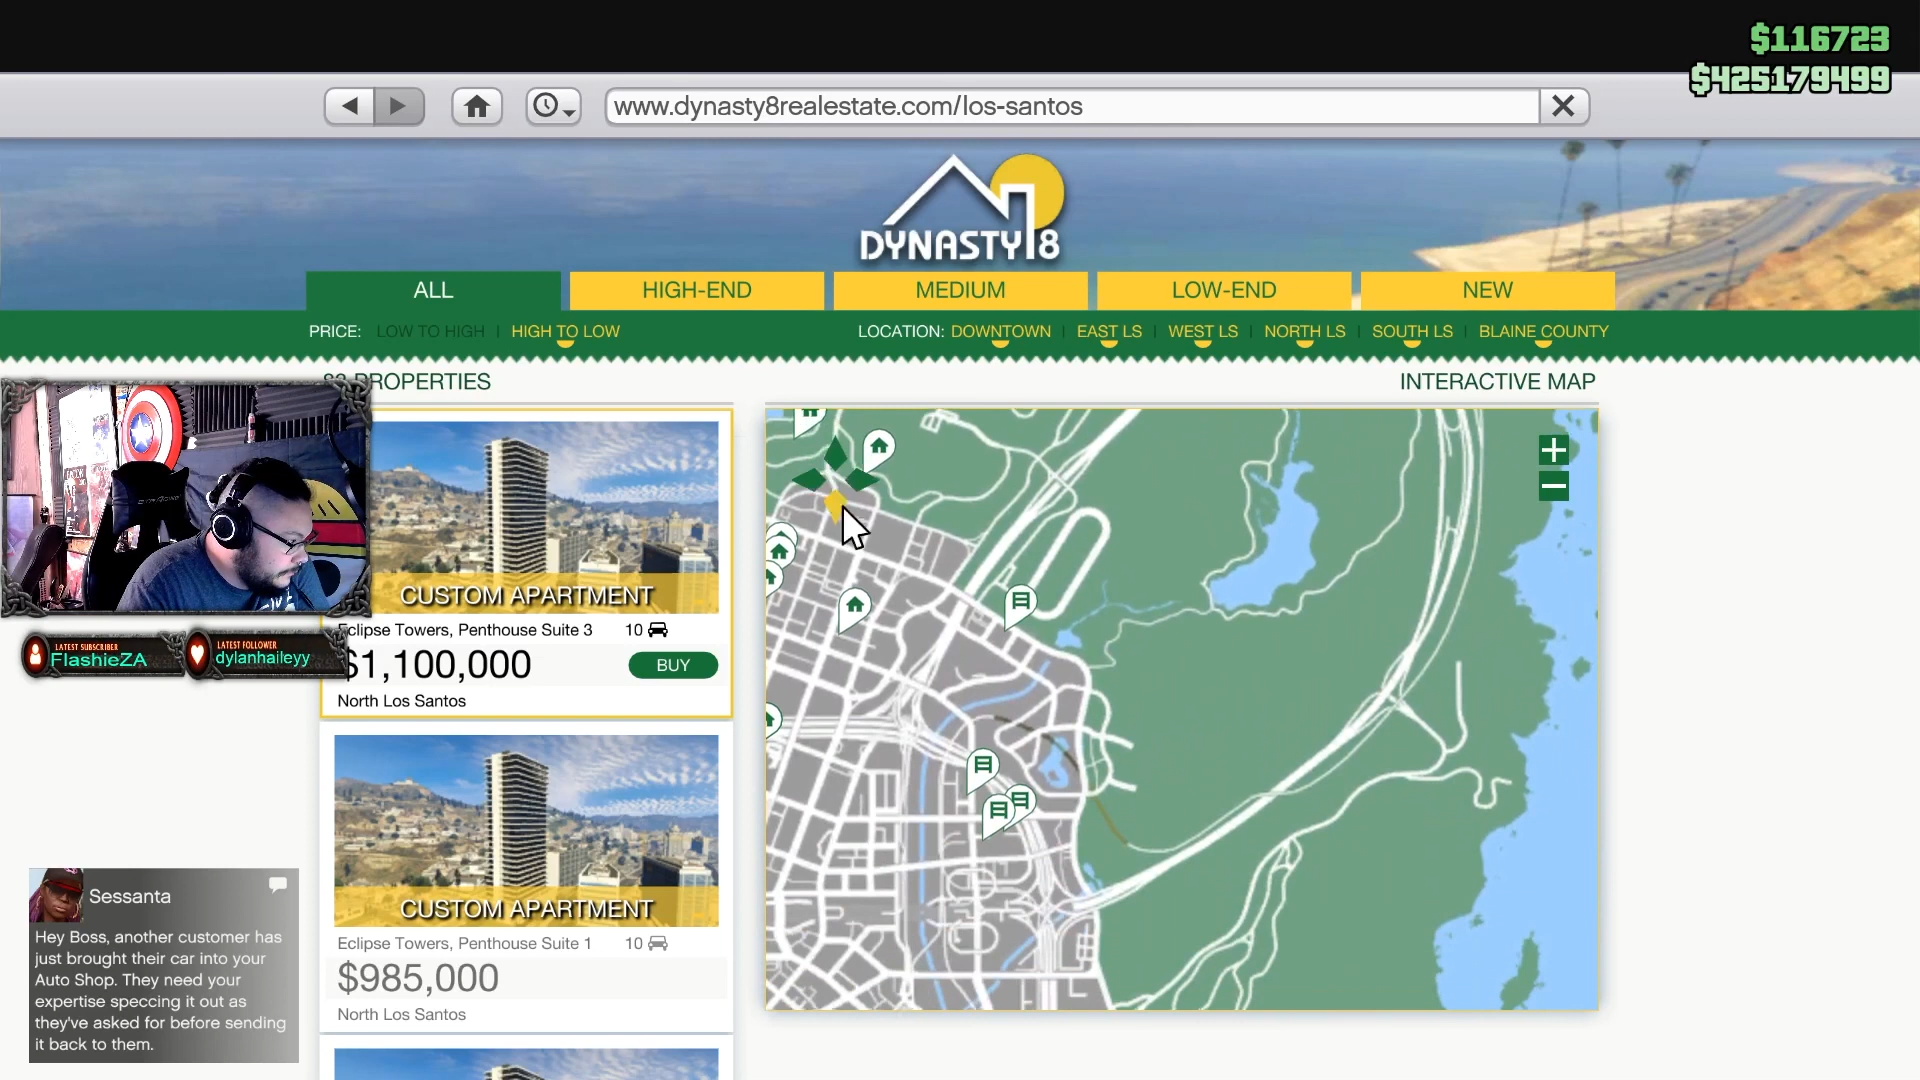 $116723
$425179499
www.dynasty8realestate.com/los-santos
DYNASTY 8
ALL
HIGH-END
MEDIUM
LOW-END
NEW
PRICE: LOW TO HIGH | HIGH TO LOW
LOCATION: DOWNTOWN | EAST LS | WEST LS | NORTH LS | SOUTH LS | BLAINE COUNTY
PROPERTIES
INTERACTIVE MAP
CUSTOM APARTMENT
Eclipse Towers, Penthouse Suite 3 10
$1,100,000
BUY
North Los Santos
CUSTOM APARTMENT
Eclipse Towers, Penthouse Suite 1 10
$985,000
North Los Santos
LATEST SUBSCRIBER
FlashieZA
LATEST FOLLOWER
dylanhaileyy
Sessanta
Hey Boss, another customer has
just brought their car into your
Auto Shop. They need your
expertise speccing it out as
they've asked for before sending
it back to them.